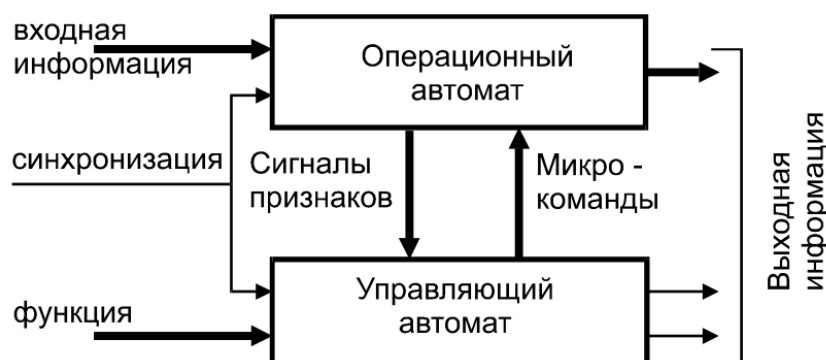 входная
информация
Операционный
автомат
синхронизация
Сигналы
признаков
Микро -
команды
функция
Управляющий
автомат
Выходная
информация